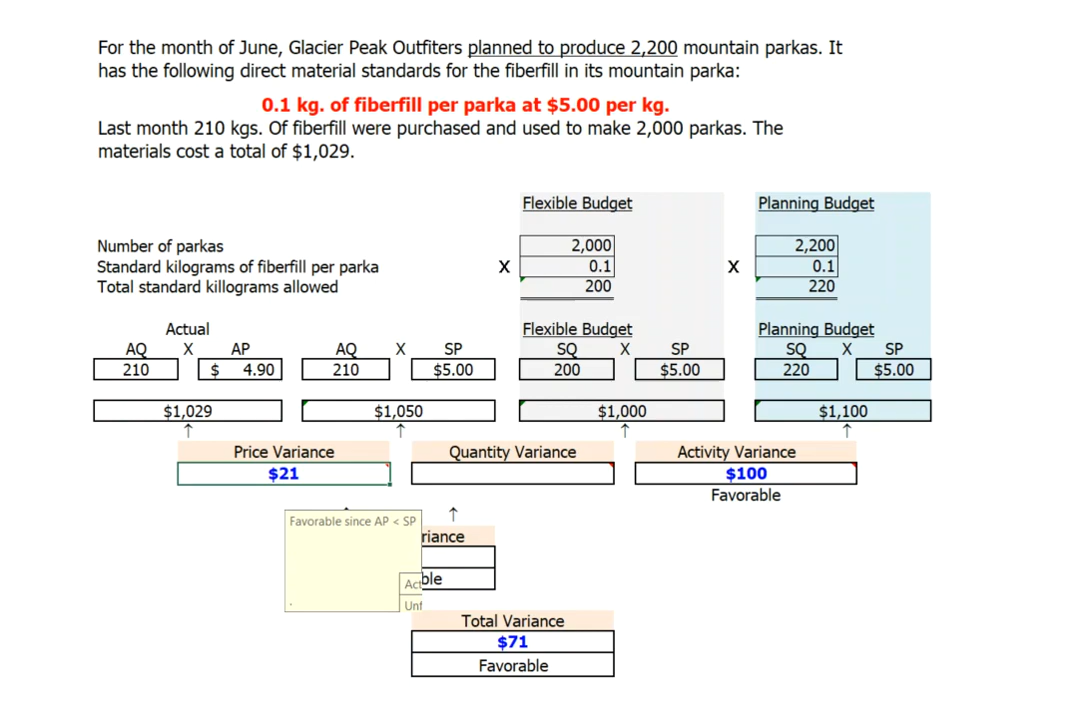 For the month of June, Glacier Peak Outfiters planned to produce 2,200 mountain parkas. It
has the following direct material standards for the fiberfill in its mountain parka:
0.1 kg. of fiberfill per parka at $5.00 per kg.
Last month 210 kgs. Of fiberfill were purchased and used to make 2,000 parkas. The
materials cost a total of $1,029.
Flexible Budget Planning Budget
Number of parkas 2,000 2,200
Standard kilograms of fiberfill per parka X 0.1 X 0.1
Total standard killograms allowed 200 220
Actual Flexible Budget Planning Budget
AQ X AP AQ X SP SQ X SP SQ X SP
210 $ 4.90 210 $5.00 200 $5.00 220 $5.00
$1,029 $1,050 $1,000 $1,100
↑ ↑ ↑ ↑
Price Variance Quantity Variance Activity Variance
$21 $100
Favorable
Favorable since AP < SP ↑
riance
Act ble
Unf
Total Variance
$71
Favorable